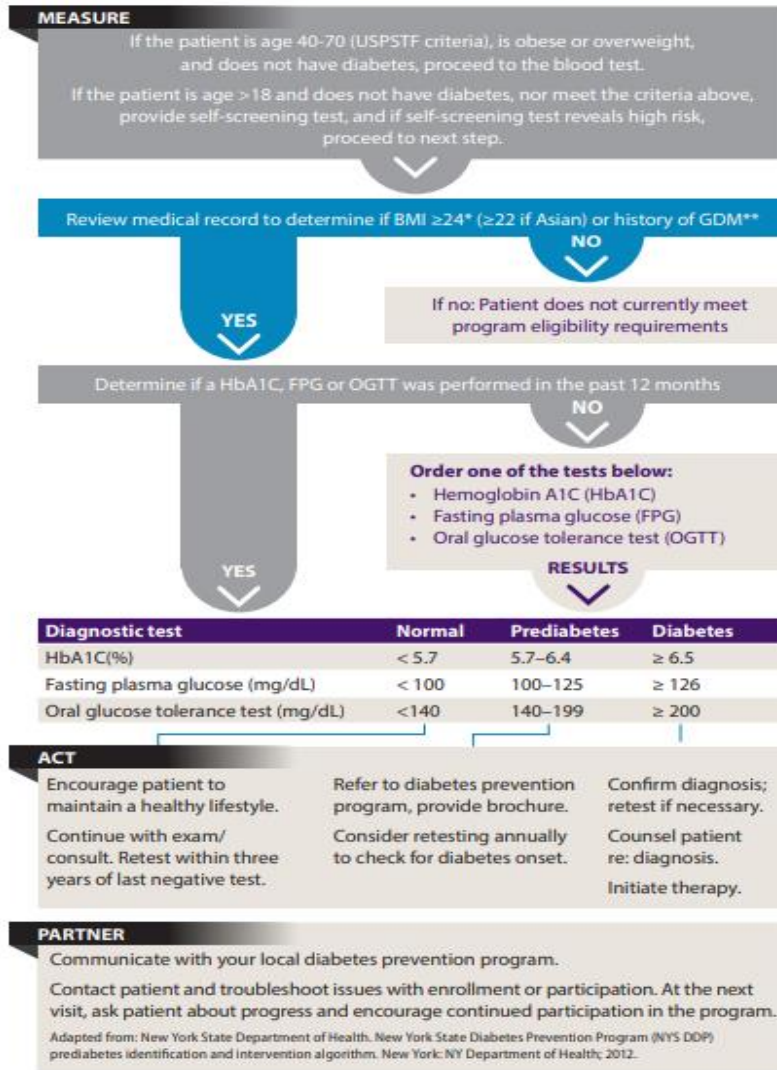 MEASURE
If the patient is age 40-70 (USPSTF criteria), is obese or overweight,
and does not have diabetes, proceed to the blood test.
If the patient is age >18 and does not have diabetes, nor meet the criteria above,
provide self-screening test, and if self-screening test reveals high risk,
proceed to next step.
Review medical record to determine if BMI ≥24* (≥22 if Asian) or history of GDM**
NO
If no: Patient does not currently meet
program eligibility requirements
YES
Determine if a HbA1C, FPG or OGTT was performed in the past 12 months
NO
Order one of the tests below:
• Hemoglobin A1C (HbA1C)
• Fasting plasma glucose (FPG)
• Oral glucose tolerance test (OGTT)
YES
RESULTS
Diagnostic test Normal Prediabetes Diabetes
HbA1C(%) < 5.7 5.7–6.4 ≥ 6.5
Fasting plasma glucose (mg/dL) < 100 100–125 ≥ 126
Oral glucose tolerance test (mg/dL) <140 140–199 ≥ 200
ACT
Encourage patient to
maintain a healthy lifestyle.
Continue with exam/
consult. Retest within three
years of last negative test.
Refer to diabetes prevention
program, provide brochure.
Consider retesting annually
to check for diabetes onset.
Confirm diagnosis;
retest if necessary.
Counsel patient
re: diagnosis.
Initiate therapy.
PARTNER
Communicate with your local diabetes prevention program.
Contact patient and troubleshoot issues with enrollment or participation. At the next
visit, ask patient about progress and encourage continued participation in the program.
Adapted from: New York State Department of Health. New York State Diabetes Prevention Program (NYS DDP)
prediabetes identification and intervention algorithm. New York: NY Department of Health; 2012.